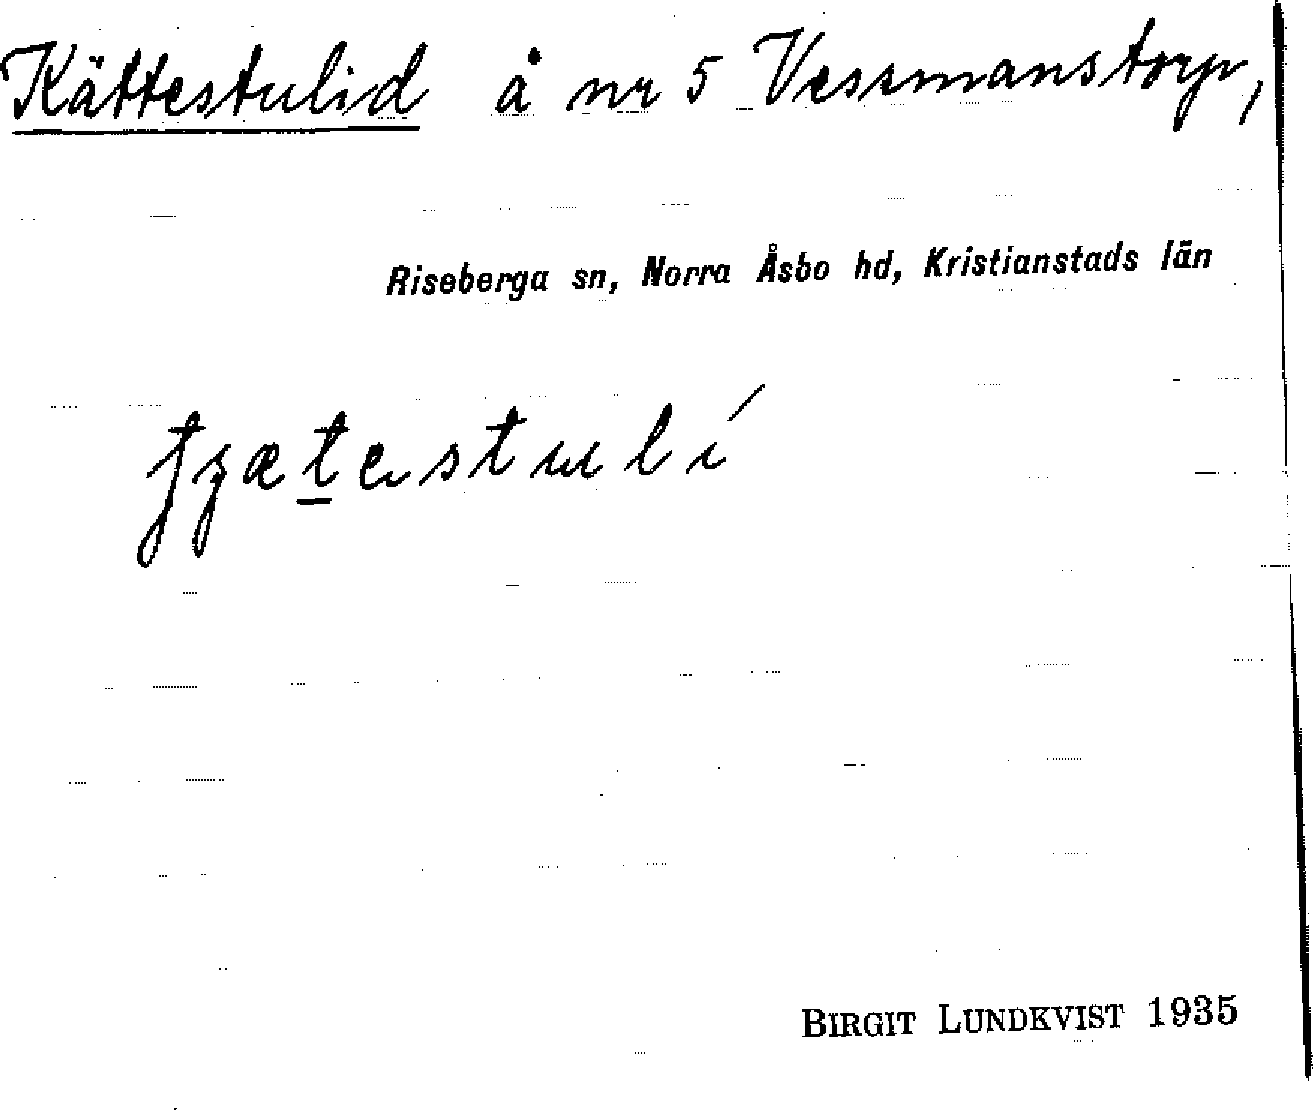 Kättestulid å nr 5 Vessmanstorp,
Riseberga sn, Norra Åsbo hd, Kristianstads län
BIRGIT LUNDKVIST 1935